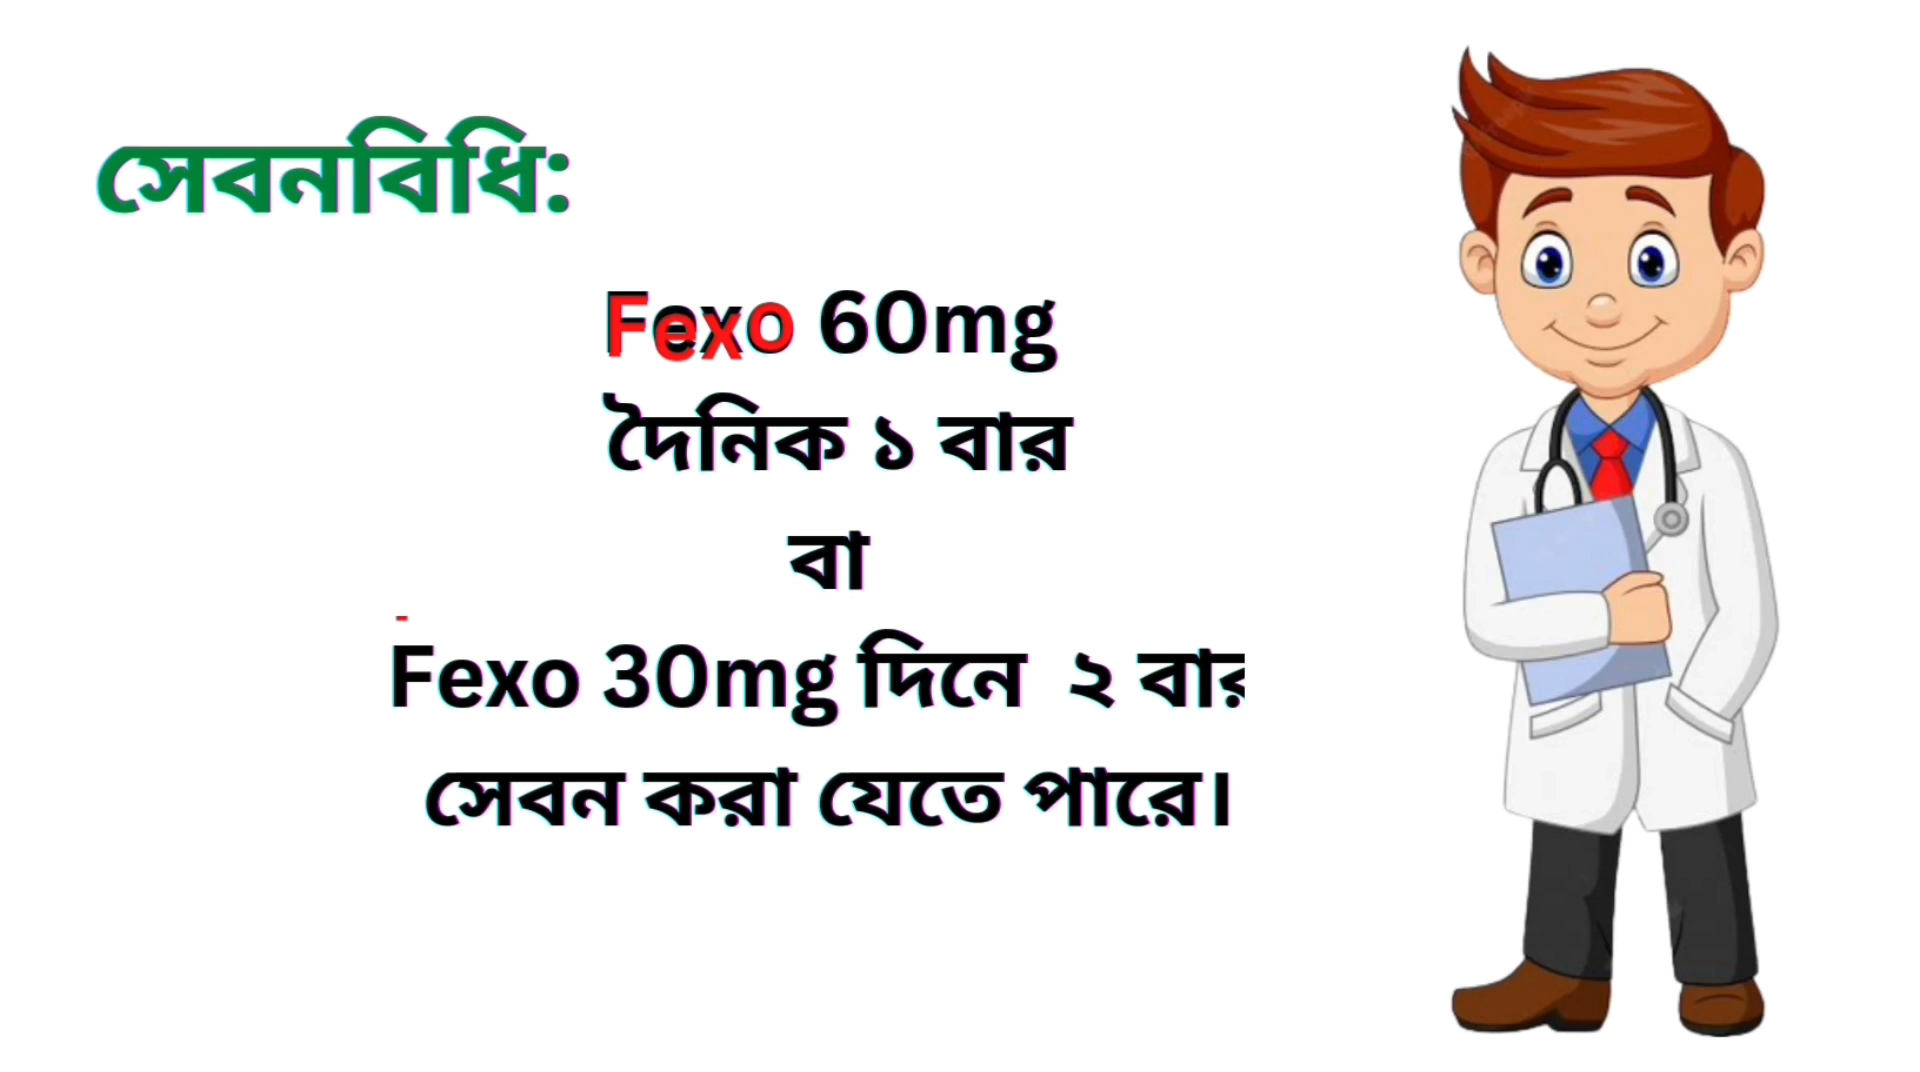 সেবনবিধি:
Fexo 60mg
দৈনিক ১ বার
বা
Fexo 30mg দিনে ২ বার
সেবন করা যেতে পারে।